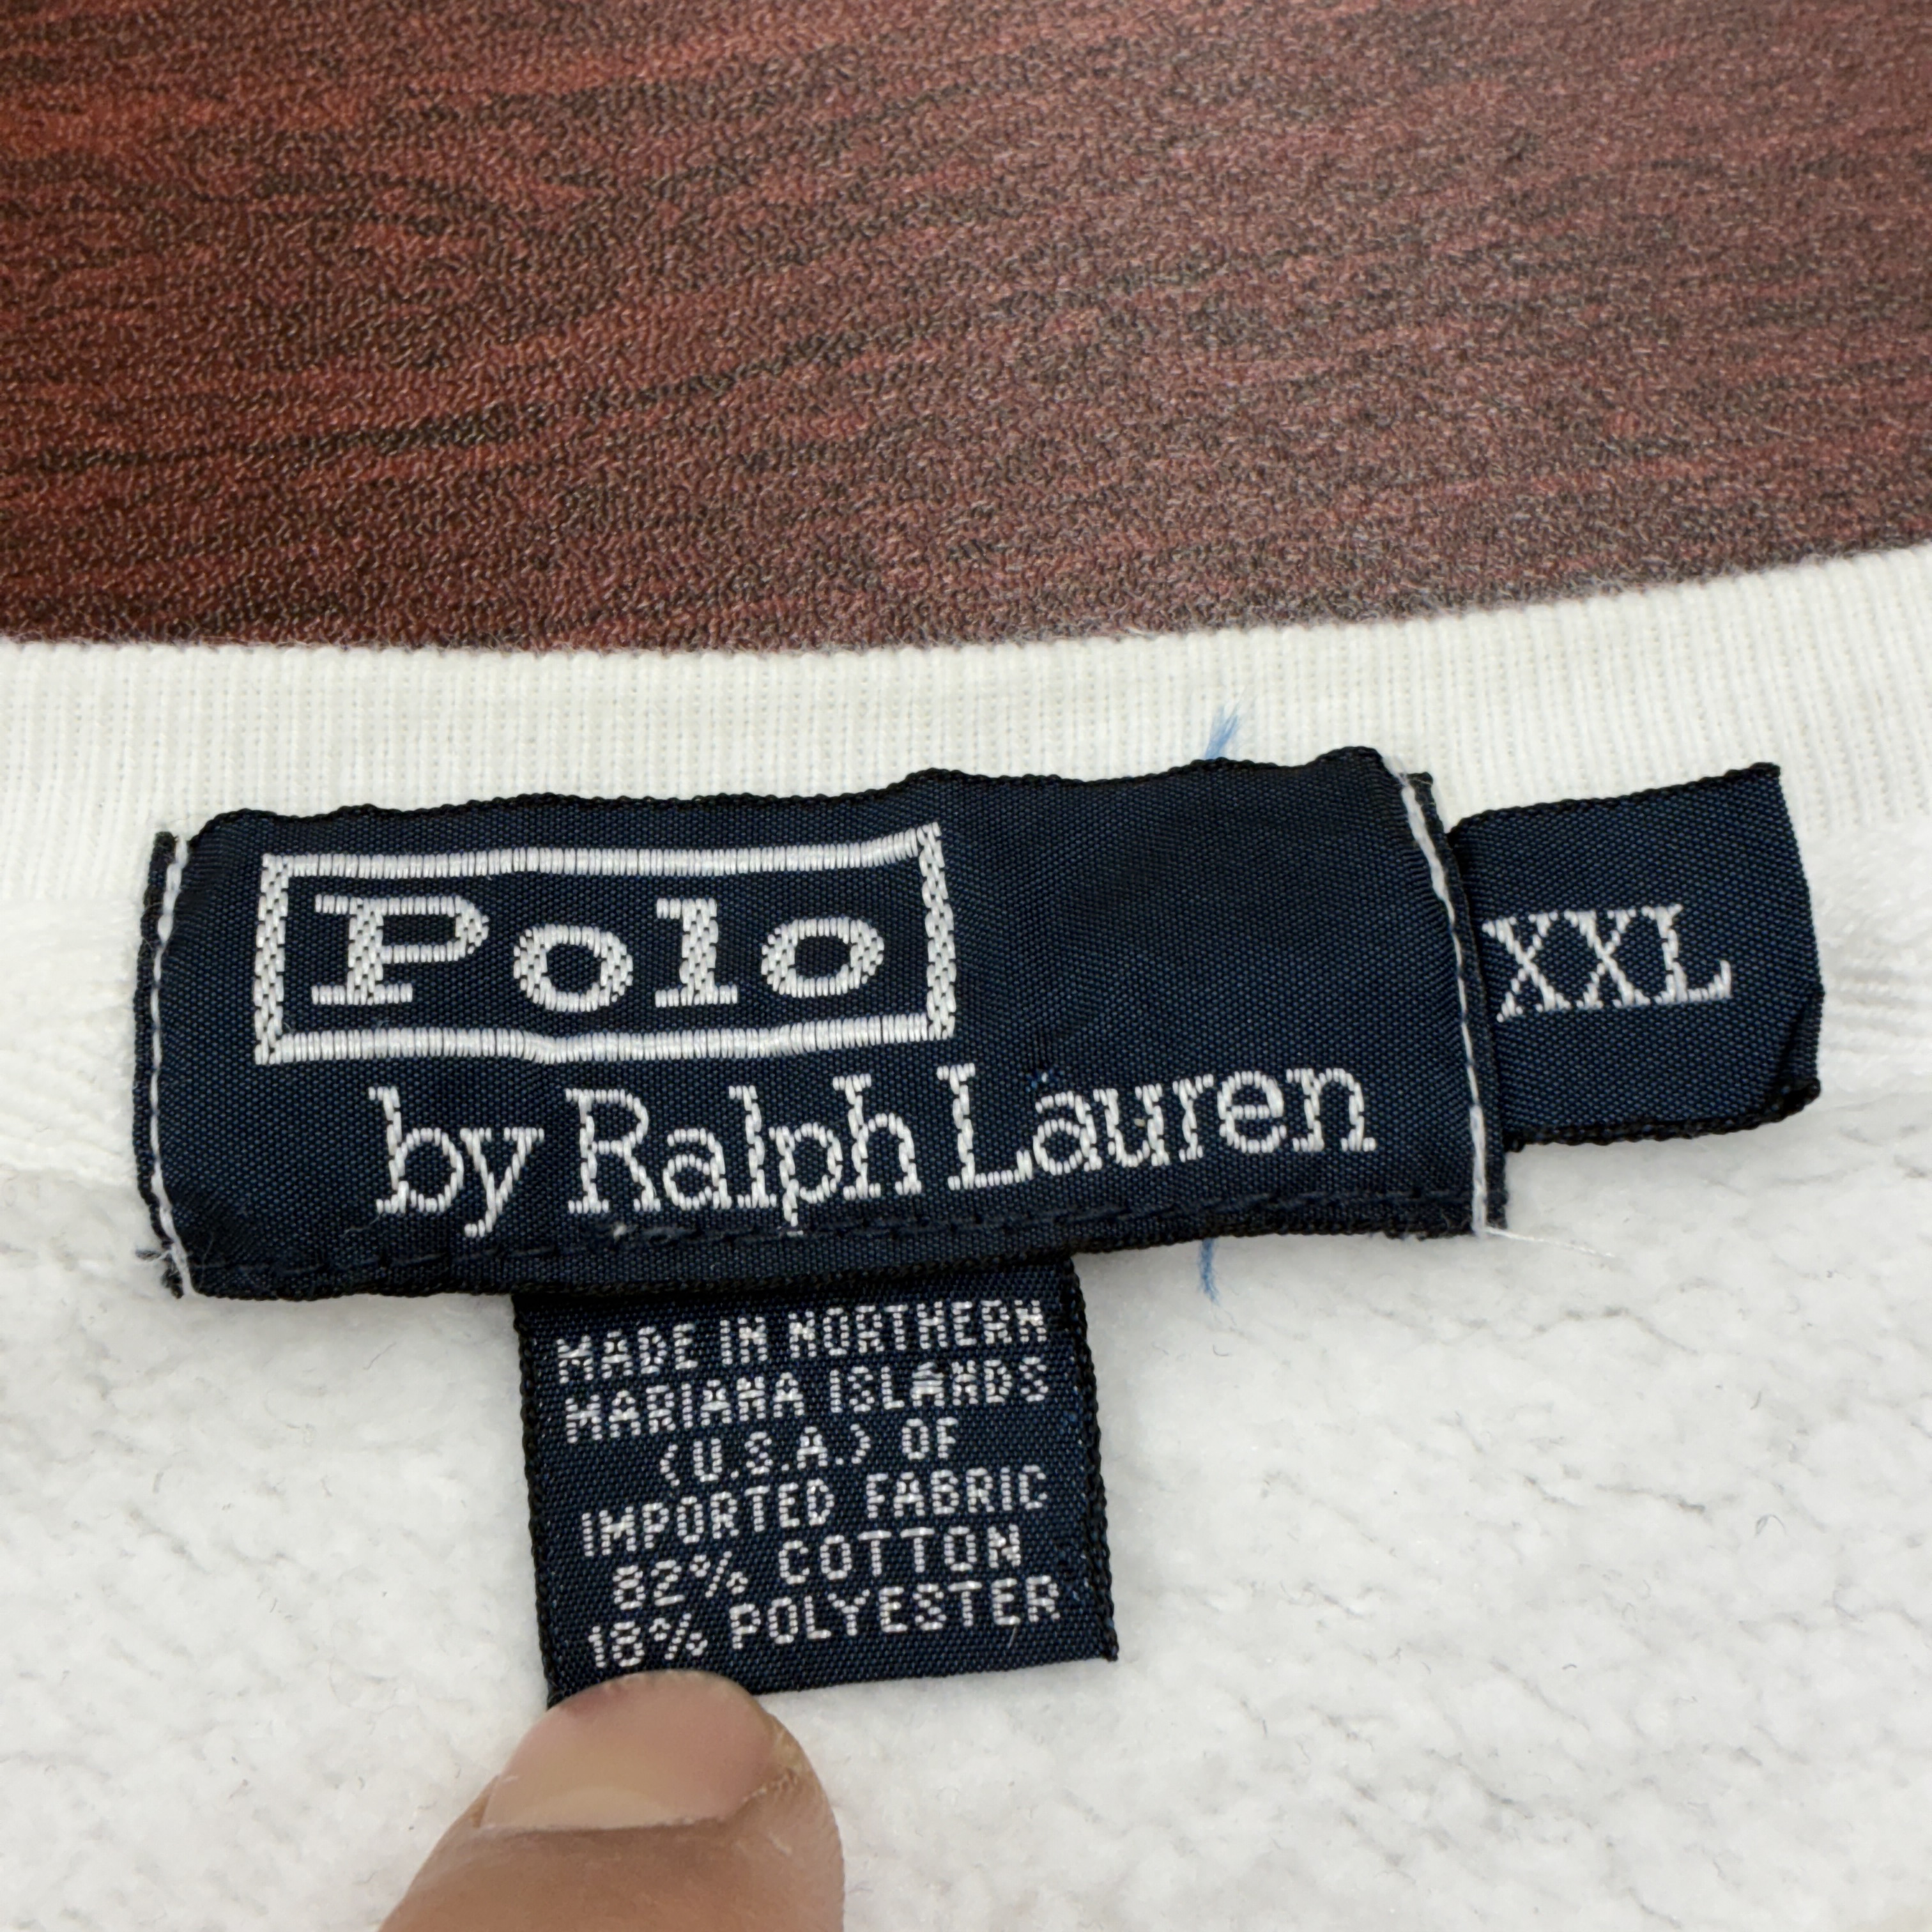 Polo
by Ralph Lauren
XXL
MADE IN NORTHERN
MARIANA ISLANDS
(U.S.A.) OF
IMPORTED FABRIC
82% COTTON
18% POLYESTER